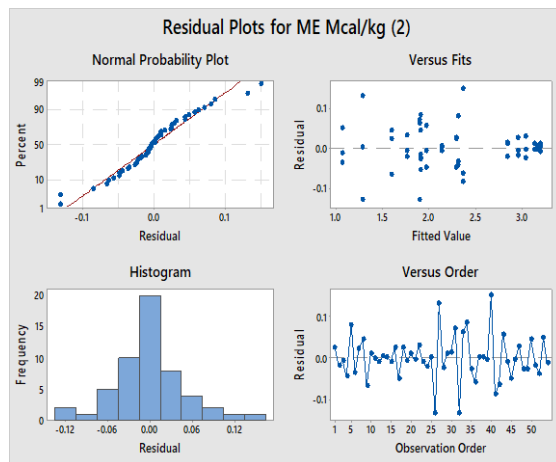 Residual Plots for ME Mcal/kg (2)
Normal Probability Plot
99
90
50
10
1
Percent
-0.1 0.0 0.1
Residual
Versus Fits
0.1
0.0
-0.1
Residual
1.0 1.5 2.0 2.5 3.0
Fitted Value
Histogram
20
15
10
5
0
Frequency
-0.12 -0.06 0.00 0.06 0.12
Residual
Versus Order
0.1
0.0
-0.1
Residual
1 5 10 15 20 25 30 35 40 45 50
Observation Order